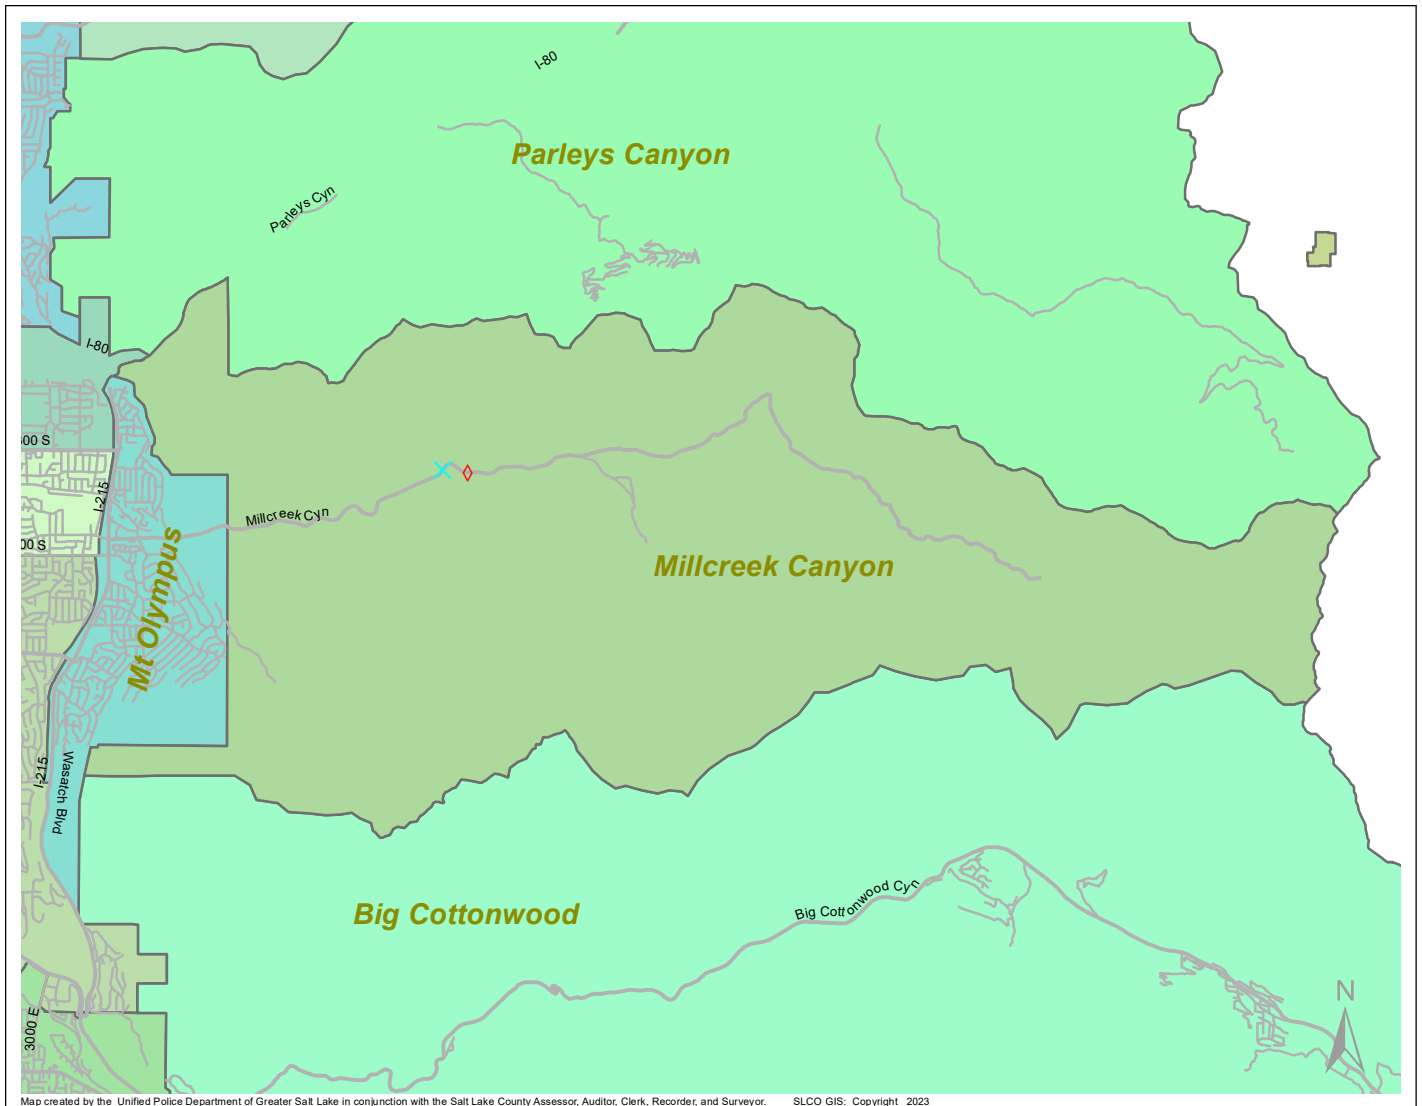 I-80
Parleys Canyon
Parleys Cyn
I-80
00 S
I-215
Millcreek Cyn
00 S
Millcreek Canyon
Mt Olympus
I-215
Wasatch Blvd
Big Cottonwood Cyn
Big Cottonwood
N
3000 E
Map created by the Unified Police Department of Greater Salt Lake in conjunction with the Salt Lake County Assessor, Auditor, Clerk, Recorder, and Surveyor. SLCO GIS: Copyright 2023